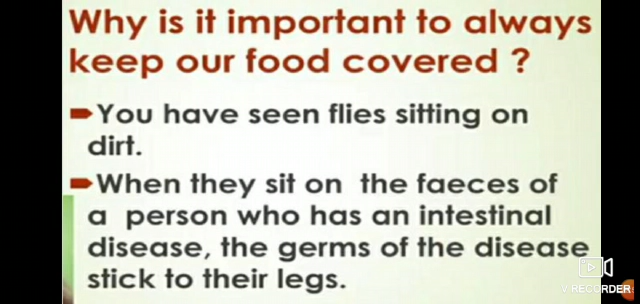 Why is it important to always
keep our food covered ?
You have seen flies sitting on
dirt.
When they sit on the faeces of
a person who has an intestinal
disease, the germs of the disease
stick to their legs.
V RECORDER